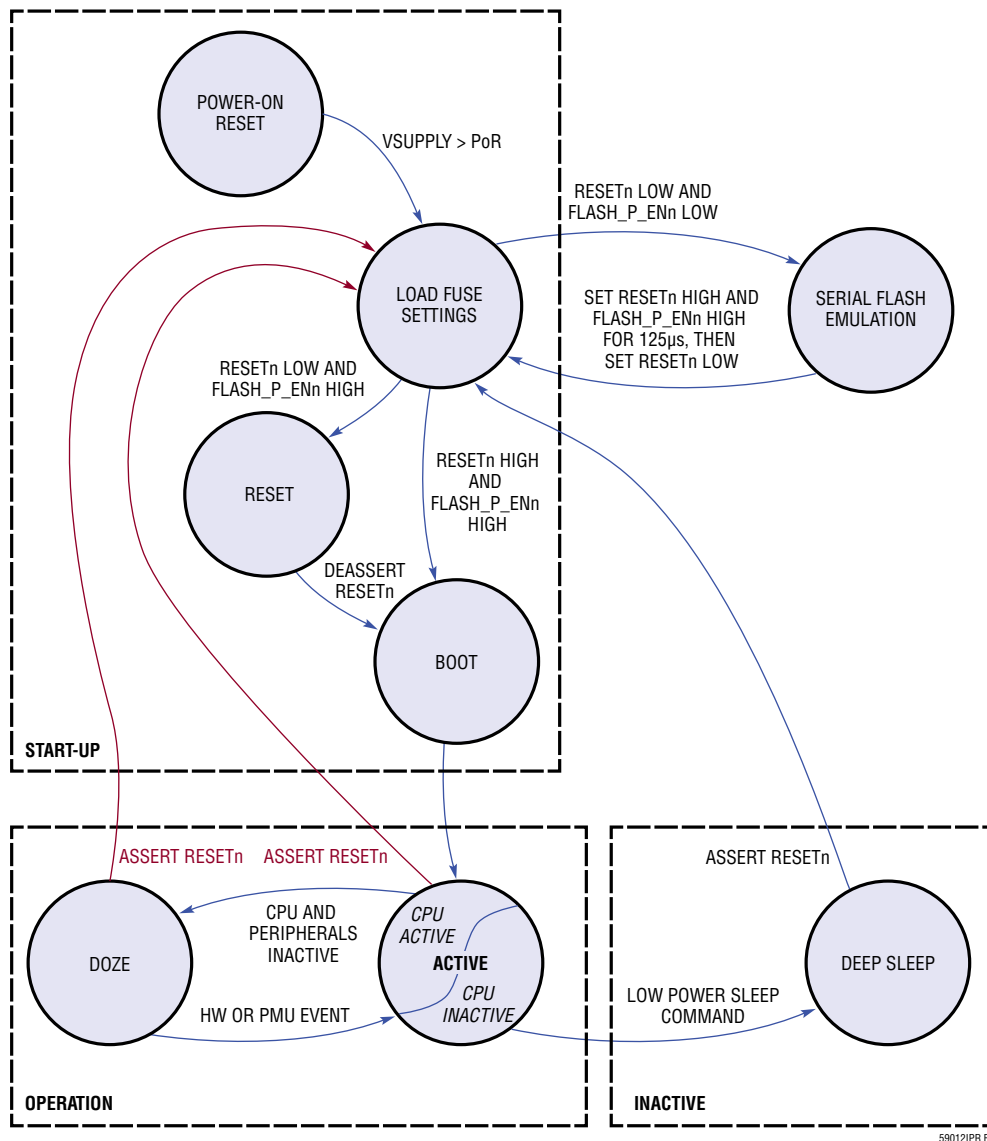 POWER-ON
RESET
VSUPPLY > PoR
RESETn LOW AND
FLASH_P_ENn LOW
LOAD FUSE
SETTINGS
SERIAL FLASH
EMULATION
SET RESETn HIGH AND
FLASH_P_ENn HIGH
FOR 125µs, THEN
SET RESETn LOW
RESETn LOW AND
FLASH_P_ENn HIGH
RESETn HIGH
AND
FLASH_P_ENn
HIGH
RESET
DEASSERT
RESETn
BOOT
START-UP
ASSERT RESETn
ASSERT RESETn
ASSERT RESETn
CPU AND
PERIPHERALS
INACTIVE
CPU
ACTIVE
ACTIVE
CPU
INACTIVE
DOZE
HW OR PMU EVENT
DEEP SLEEP
LOW POWER SLEEP
COMMAND
OPERATION
INACTIVE